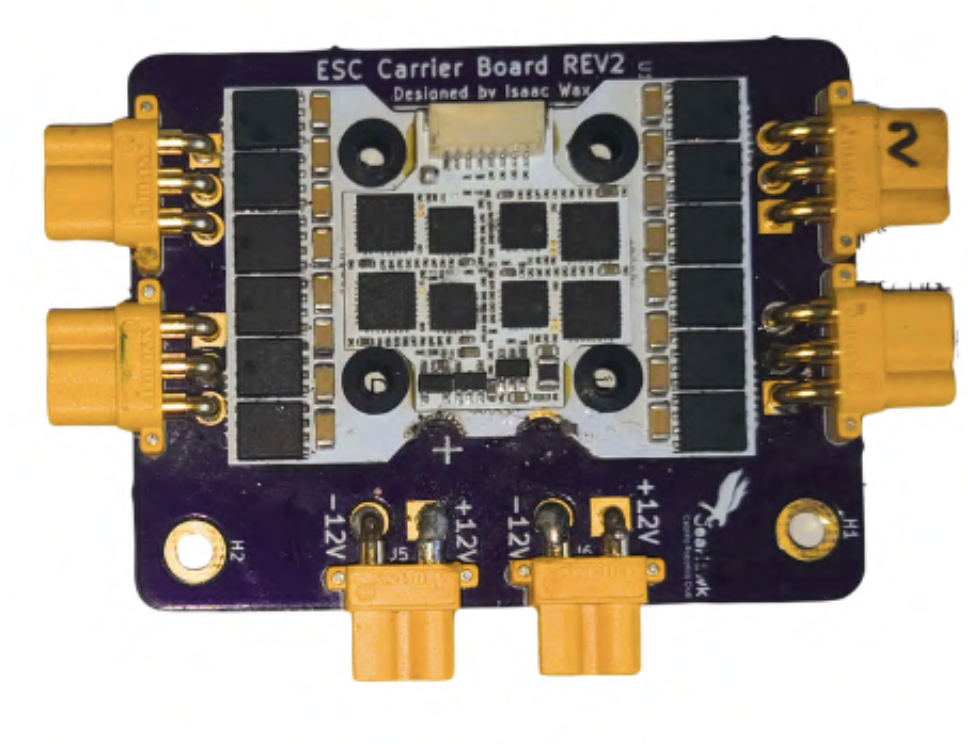 ESC Carrier Board REV2
Designed by Isaac Wax
2
+
-12V
+12V
-12V
+12V
J5
J6
H2
H1